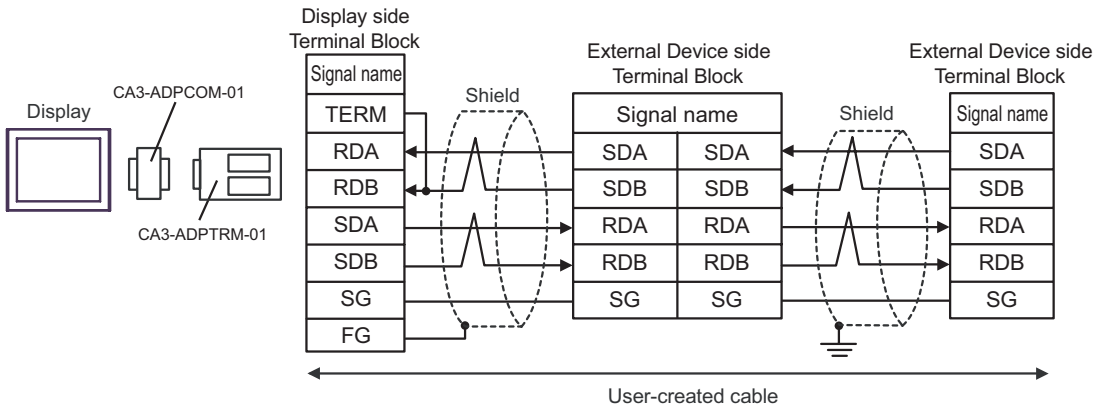 Display side
Terminal Block
External Device side
Terminal Block
External Device side
Terminal Block
Display
CA3-ADPCOM-01
CA3-ADPTRM-01
Signal name
TERM
RDA
RDB
SDA
SDB
SG
FG
Shield
Signal name
SDA SDA
SDB SDB
RDA RDA
RDB RDB
SG SG
Shield
Signal name
SDA
SDB
RDA
RDB
SG
User-created cable